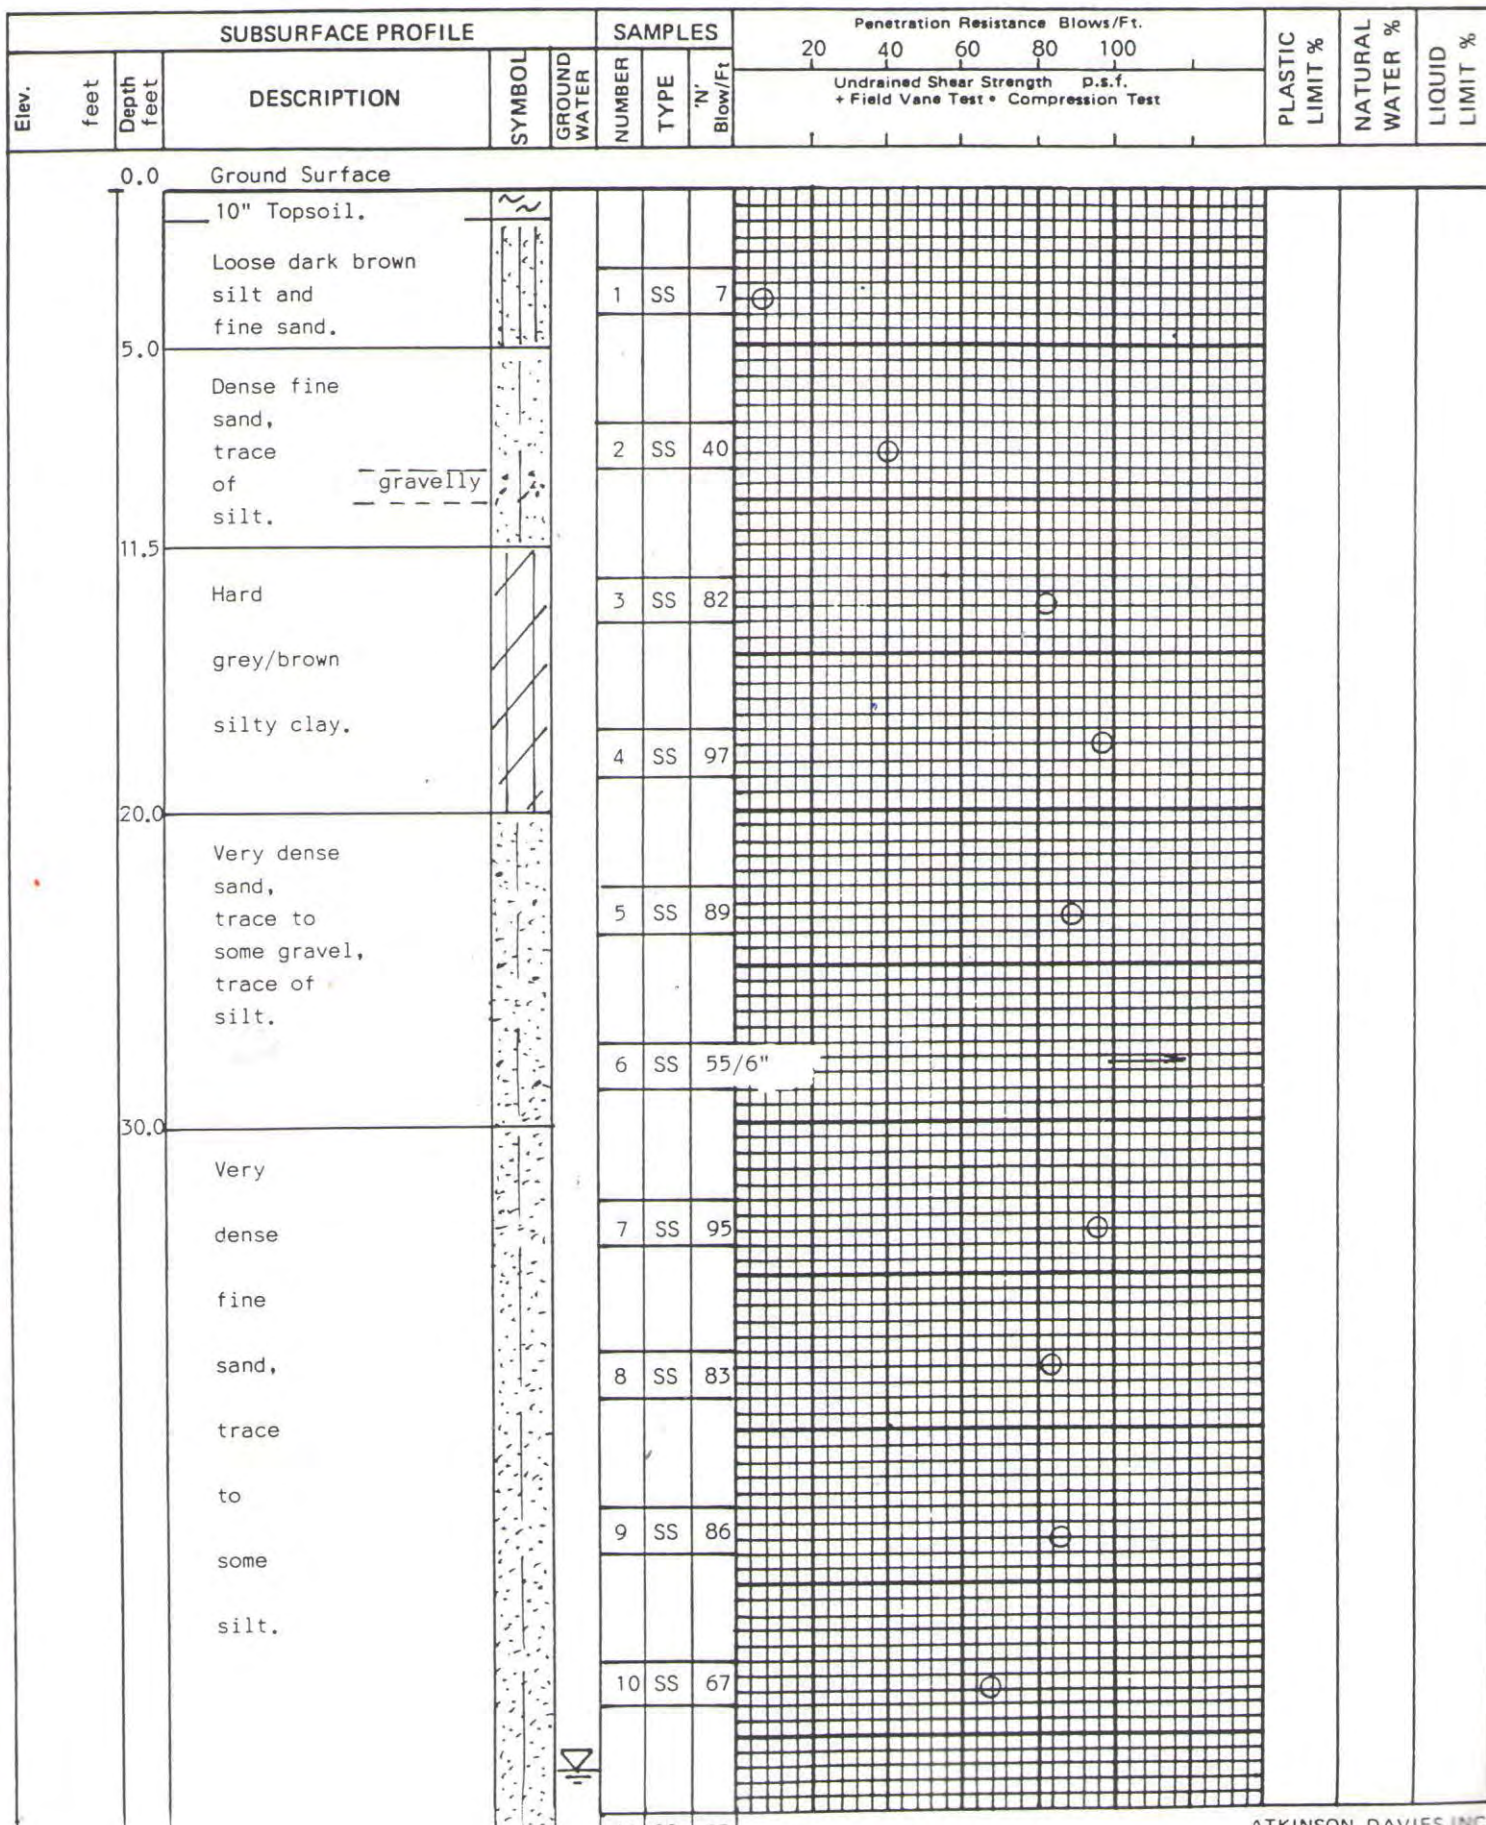 SUBSURFACE PROFILE
SAMPLES
Penetration Resistance Blows/Ft.
20 40 60 80 100
Undrained Shear Strength p.s.f.
+ Field Vane Test • Compression Test
PLASTIC LIMIT %
NATURAL WATER %
LIQUID LIMIT %
Elev. feet
Depth feet
DESCRIPTION
SYMBOL
GROUND WATER
NUMBER
TYPE
'N' Blow/Ft
0.0 Ground Surface
10" Topsoil.
Loose dark brown
silt and
1 SS 7
fine sand.
5.0
Dense fine
sand,
trace
2 SS 40
of gravelly
silt.
11.5
Hard
3 SS 82
grey/brown
silty clay.
4 SS 97
20.0
Very dense
sand,
trace to
5 SS 89
some gravel,
trace of
silt.
6 SS 55/6"
30.0
Very
dense
7 SS 95
fine
sand,
8 SS 83
trace
to
9 SS 86
some
silt.
10 SS 67
ATKINSON, DAVIES INC